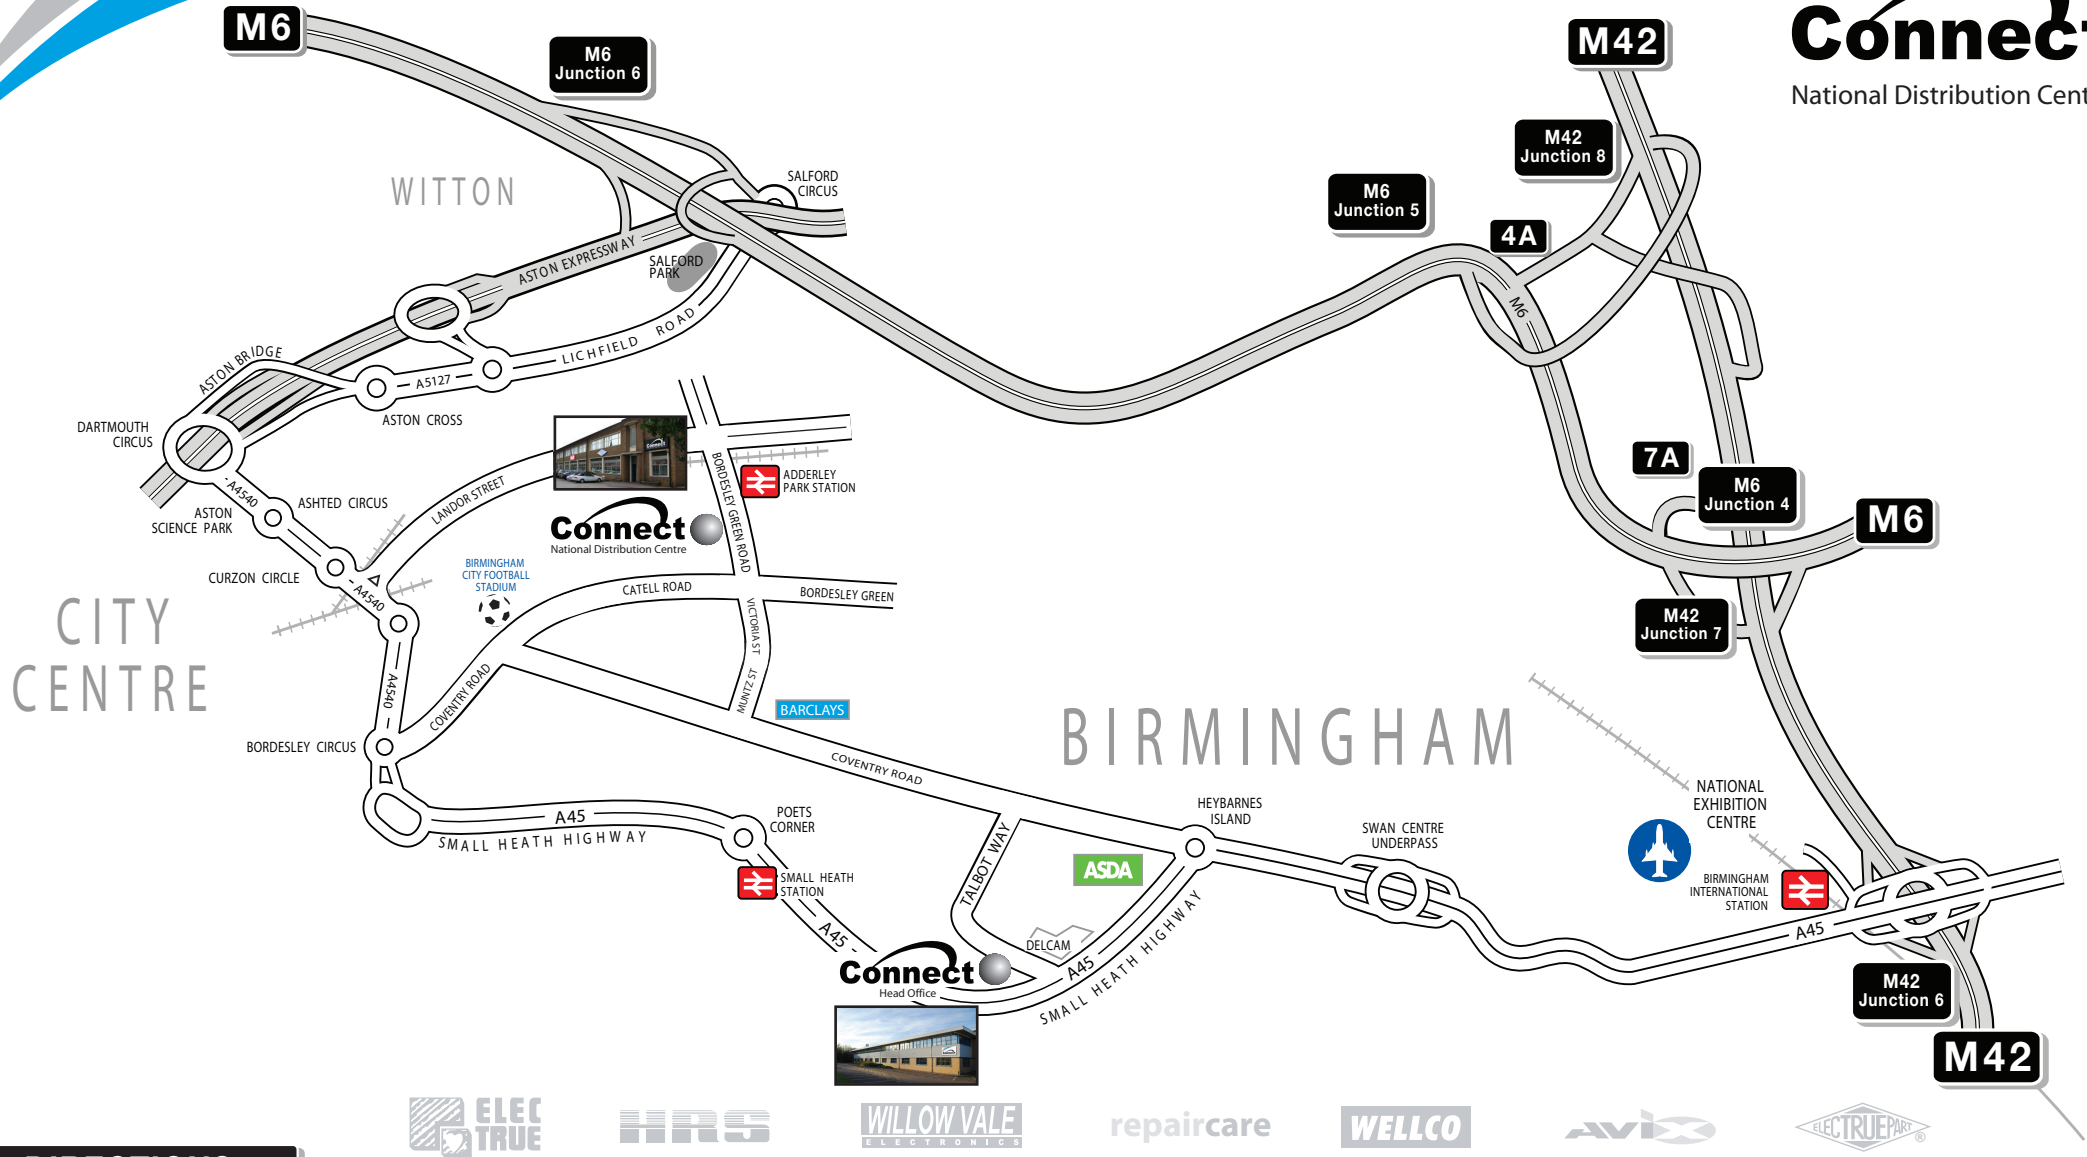 M6
M6
Junction 6
M42
Connect
National Distribution Cent
M42
Junction 8
M6
Junction 5
4A
WITTON
SALFORD
CIRCUS
ASTON EXPRESSWAY
SALFORD
PARK
M6
LICHFIELD ROAD
ASTON BRIDGE
A5127
ASTON CROSS
DARTMOUTH
CIRCUS
A4540
ASHTED CIRCUS
ASTON
SCIENCE PARK
LANDOR STREET
BORDESLEY GREEN ROAD
ADDERLEY
PARK STATION
Connect
National Distribution Centre
7A
M6
Junction 4
M6
CURZON CIRCLE
A4540
BIRMINGHAM
CITY FOOTBALL
STADIUM
CATELL ROAD
BORDESLEY GREEN
VICTORIA ST
MUNTZ ST
M42
Junction 7
CITY
CENTRE
A4540
COVENTRY ROAD
BARCLAYS
BIRMINGHAM
BORDESLEY CIRCUS
COVENTRY ROAD
A45
SMALL HEATH HIGHWAY
POETS
CORNER
HEYBARNES
ISLAND
SWAN CENTRE
UNDERPASS
NATIONAL
EXHIBITION
CENTRE
SMALL HEATH
STATION
TALBOT WAY
ASDA
BIRMINGHAM
INTERNATIONAL
STATION
A45
DELCAM
A45
SMALL HEATH HIGHWAY
A45
Connect
Head Office
M42
Junction 6
M42
ELEC
TRUE
HRS
WILLOW VALE
ELECTRONICS
repaircare
WELLCO
AViX
ELECTRUEPART®
DIRECTIONS